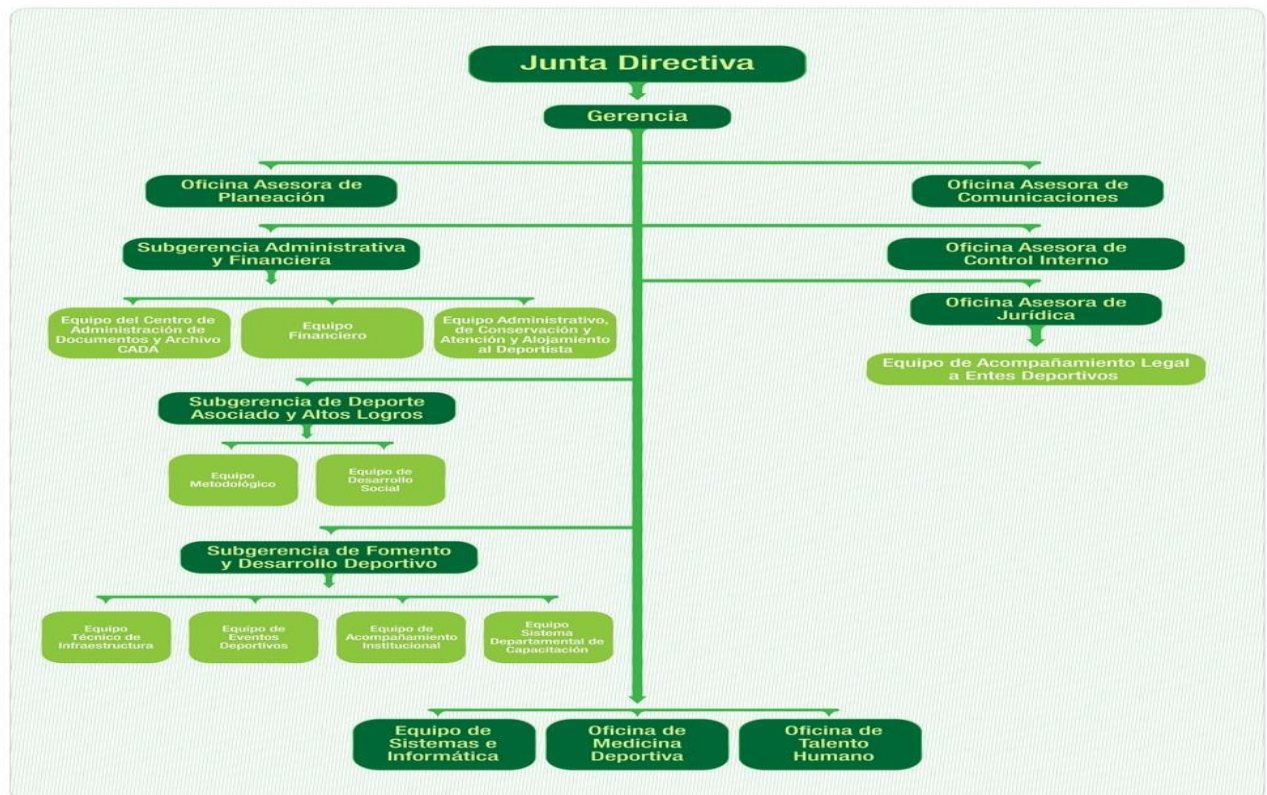 Junta Directiva
Gerencia
Oficina Asesora de
Planeación
Oficina Asesora de
Comunicaciones
Subgerencia Administrativa
y Financiera
Oficina Asesora de
Control Interno
Oficina Asesora de
Jurídica
Equipo del Centro de
Administración de
Documentos y Archivo
CADA
Equipo
Financiero
Equipo Administrativo,
de Conservación y
Atención y Alojamiento
al Deportista
Equipo de Acompañamiento Legal
a Entes Deportivos
Subgerencia de Deporte
Asociado y Altos Logros
Equipo
Metodológico
Equipo de
Desarrollo
Social
Subgerencia de Fomento
y Desarrollo Deportivo
Equipo
Técnico de
Infraestructura
Equipo de
Eventos
Deportivos
Equipo de
Acompañamiento
Institucional
Equipo
Sistema
Departamental de
Capacitación
Equipo de
Sistemas e
Informática
Oficina de
Medicina
Deportiva
Oficina de
Talento
Humano